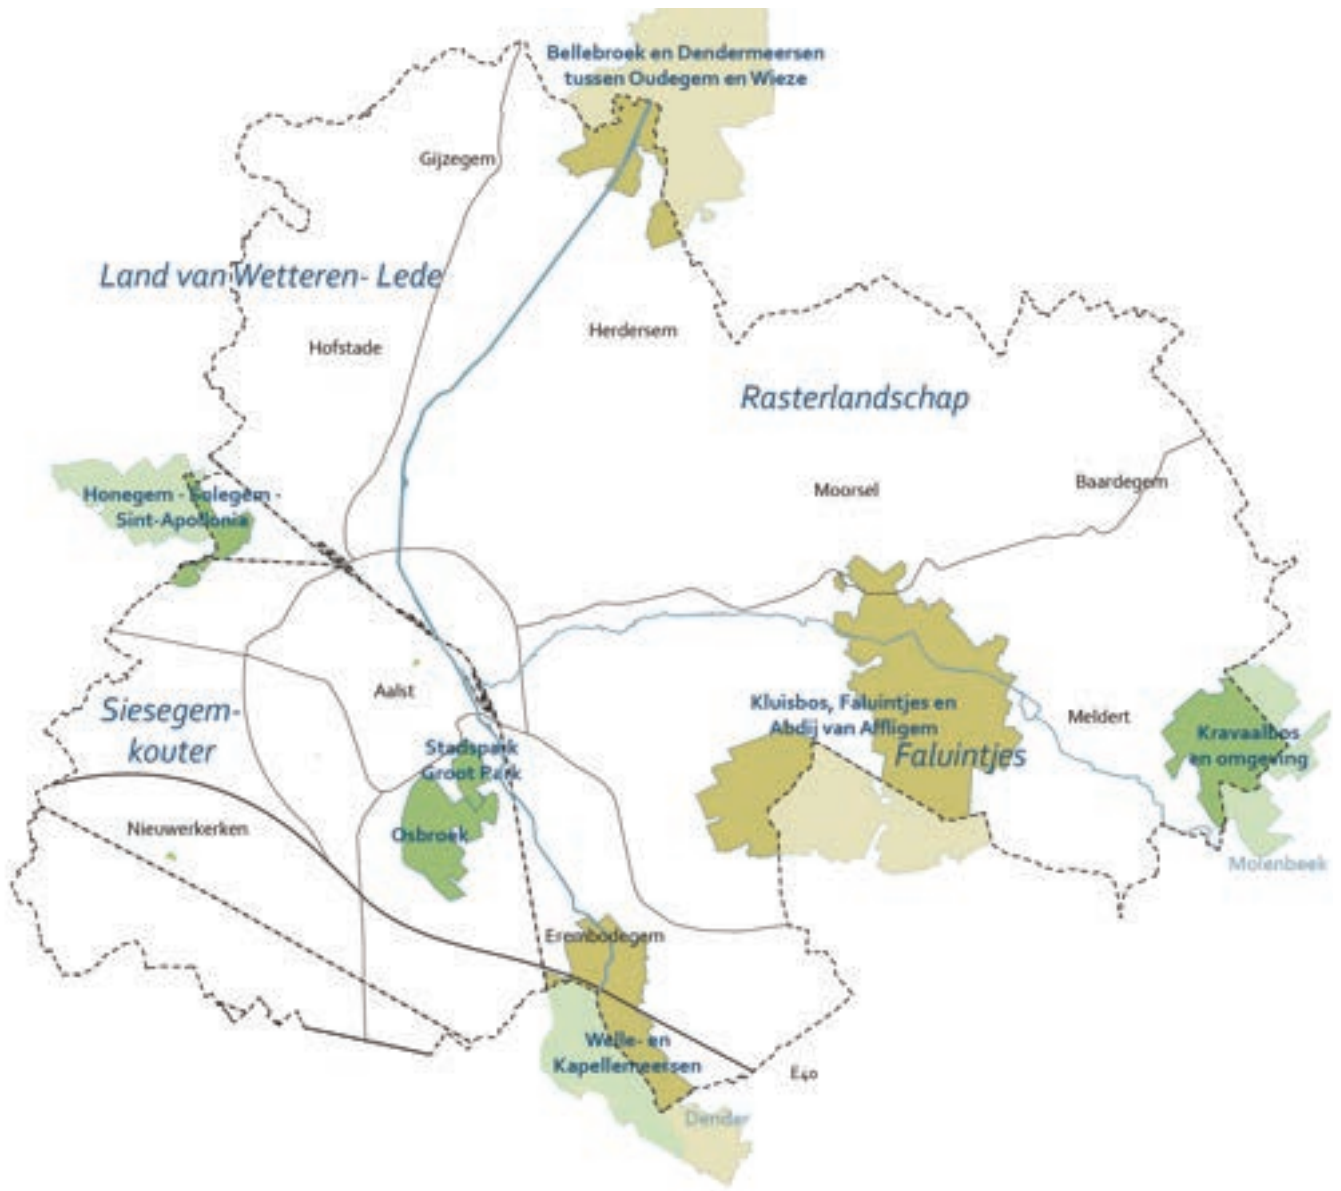 Bellebroek en Dendermeersen
tussen Oudegem en Wieze
Gijzegem
Land van Wetteren- Lede
Herdersem
Hofstade
Rasterlandschap
Baardegem
Moorsel
Honegem - Solegem -
Sint-Apollonia
Aalst
Siesegem-
kouter
Kluisbos, Faluintjes en
Abdij van Affligem
Meldert
Kravaalbos
en omgeving
Stadspark
Groot Park
Faluintjes
Nieuwerkerken
Osbroek
Molenbeek
Erembodegem
Welle- en
Kapellemeersen
E40
Dender